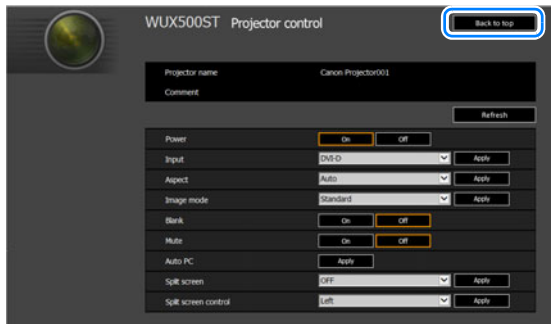 WUX500ST Projector control
Back to top
Projector name Canon Projector001
Comment
Refresh
Power On Off
Input DVI-D Apply
Aspect Auto Apply
Image mode Standard Apply
Blank On Off
Mute On Off
Auto PC Apply
Split screen OFF Apply
Split screen control Left Apply